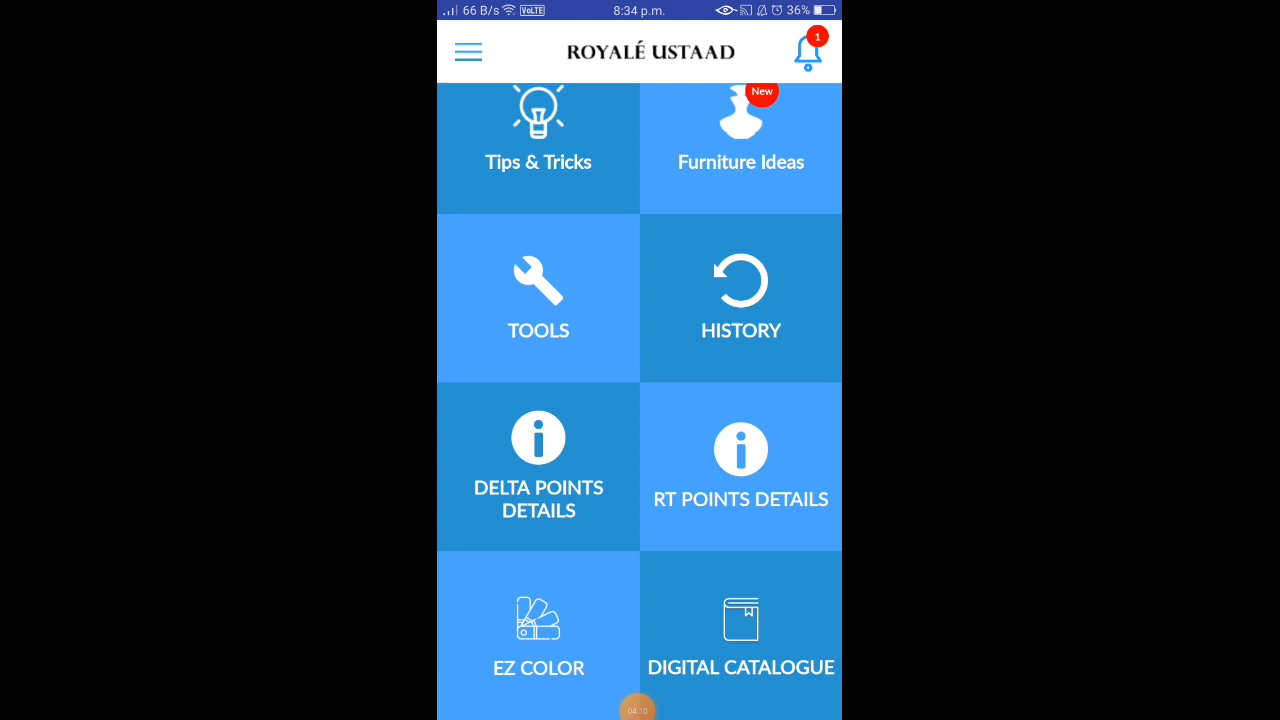 66 B/s VoLTE 8:34 p.m. 36%
ROYALÉ USTAAD 1
New
Tips & Tricks Furniture Ideas
TOOLS HISTORY
DELTA POINTS
DETAILS RT POINTS DETAILS
EZ COLOR DIGITAL CATALOGUE